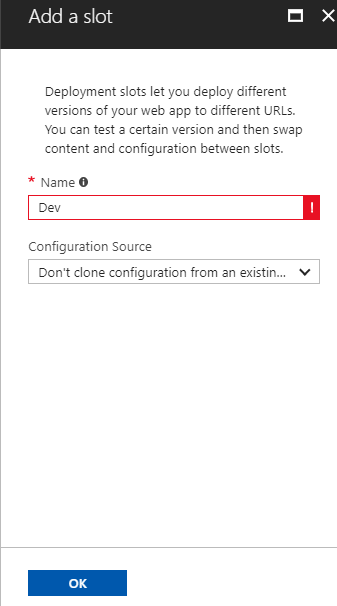 Add a slot
Deployment slots let you deploy different
versions of your web app to different URLs.
You can test a certain version and then swap
content and configuration between slots.
* Name
Dev
Configuration Source
Don't clone configuration from an existin...
OK